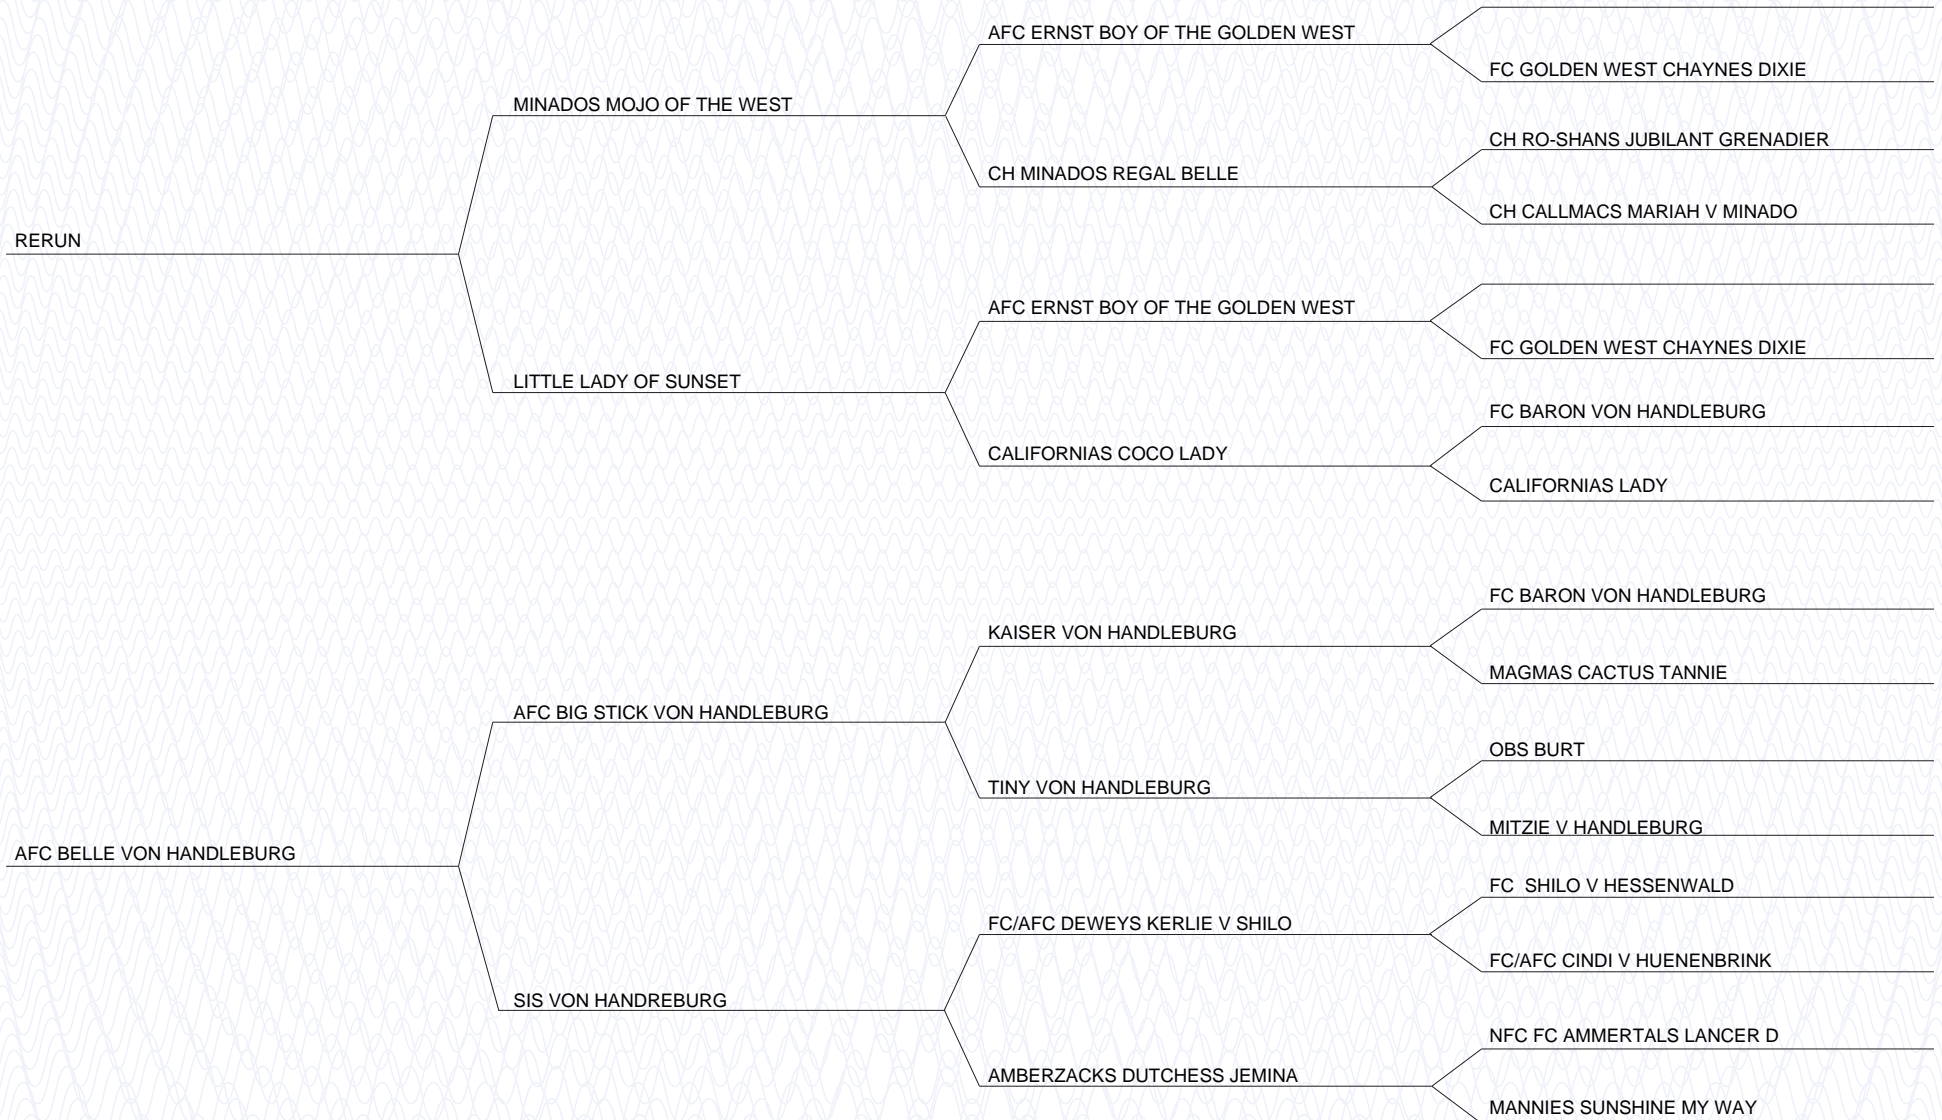 AFC ERNST BOY OF THE GOLDEN WEST
FC GOLDEN WEST CHAYNES DIXIE
MINADOS MOJO OF THE WEST
CH RO-SHANS JUBILANT GRENADIER
CH MINADOS REGAL BELLE
CH CALLMACS MARIAH V MINADO
RERUN
AFC ERNST BOY OF THE GOLDEN WEST
FC GOLDEN WEST CHAYNES DIXIE
LITTLE LADY OF SUNSET
FC BARON VON HANDLEBURG
CALIFORNIAS COCO LADY
CALIFORNIAS LADY
FC BARON VON HANDLEBURG
KAISER VON HANDLEBURG
MAGMAS CACTUS TANNIE
AFC BIG STICK VON HANDLEBURG
OBS BURT
TINY VON HANDLEBURG
MITZIE V HANDLEBURG
AFC BELLE VON HANDLEBURG
FC  SHILO V HESSENWALD
FC/AFC DEWEYS KERLIE V SHILO
FC/AFC CINDI V HUENENBRINK
SIS VON HANDREBURG
NFC FC AMMERTALS LANCER D
AMBERZACKS DUTCHESS JEMINA
MANNIES SUNSHINE MY WAY